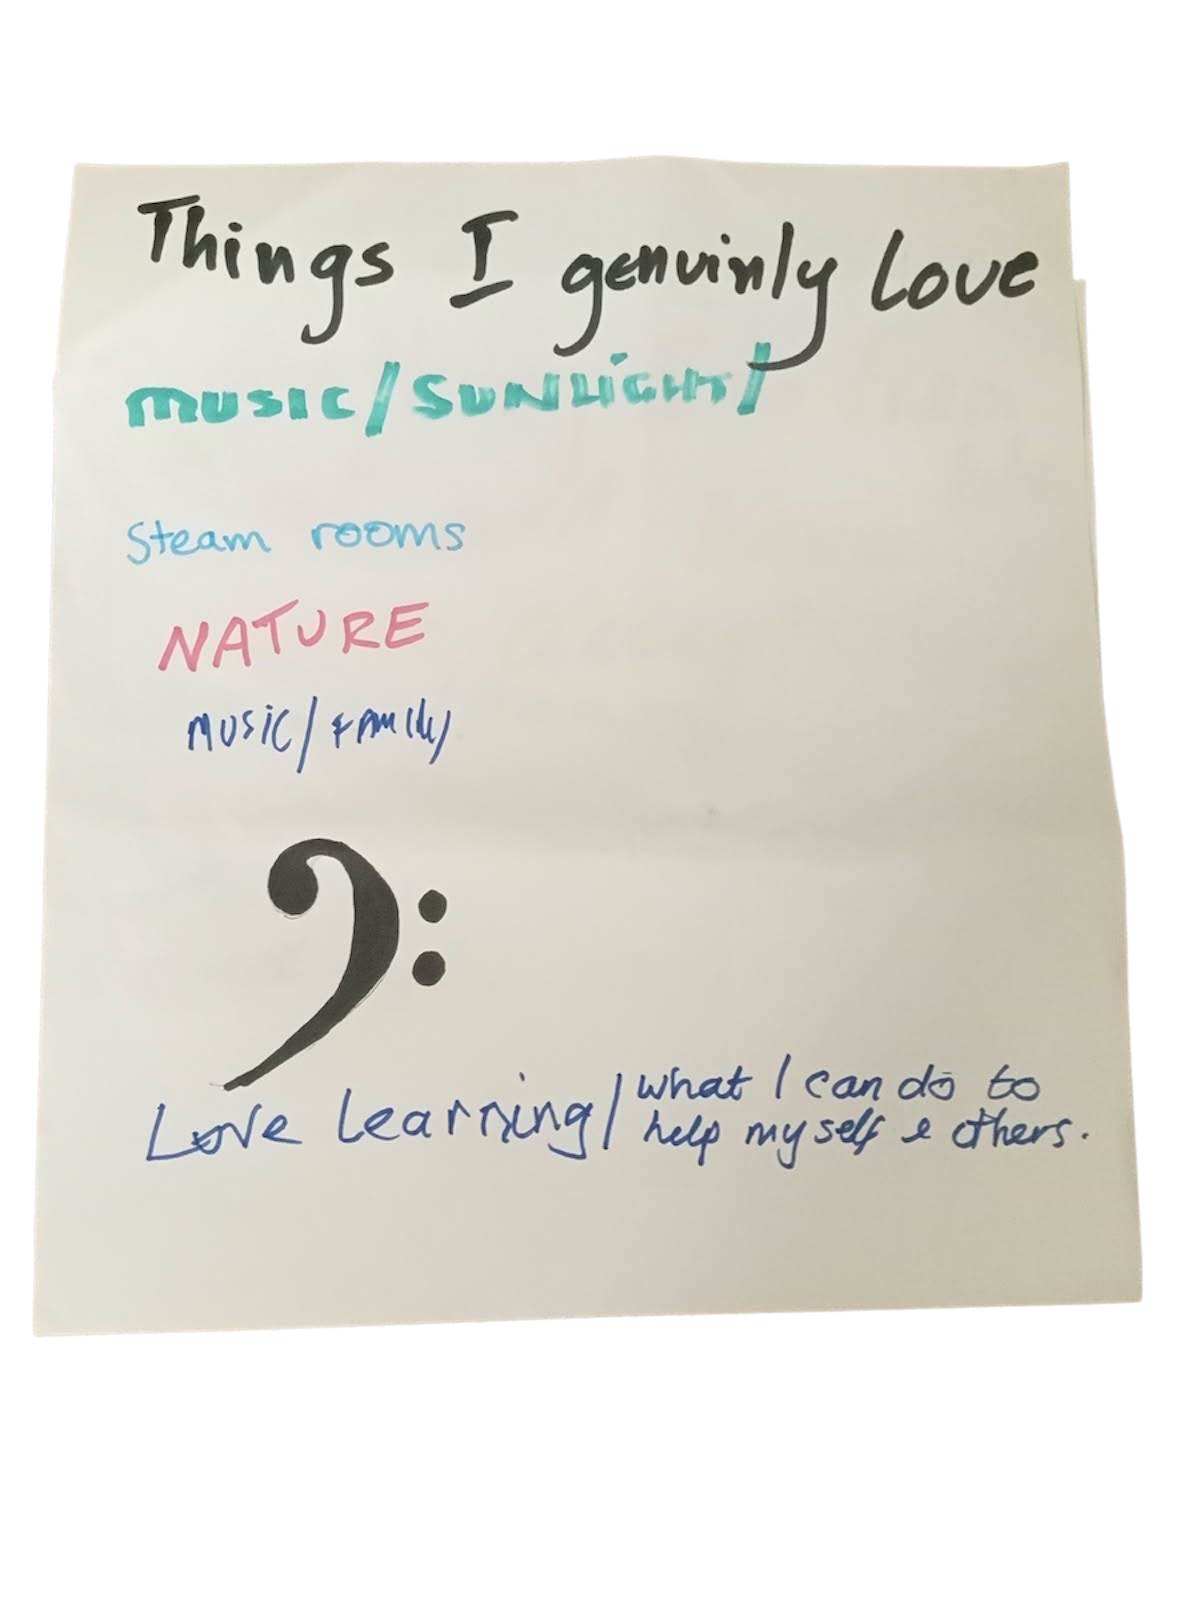 Things I genuinly Love
MUSIC/SUNLIGHT/
Steam rooms
NATURE
MUSIC/FAMILY
Love Learning/what I can do to
help myself & others.